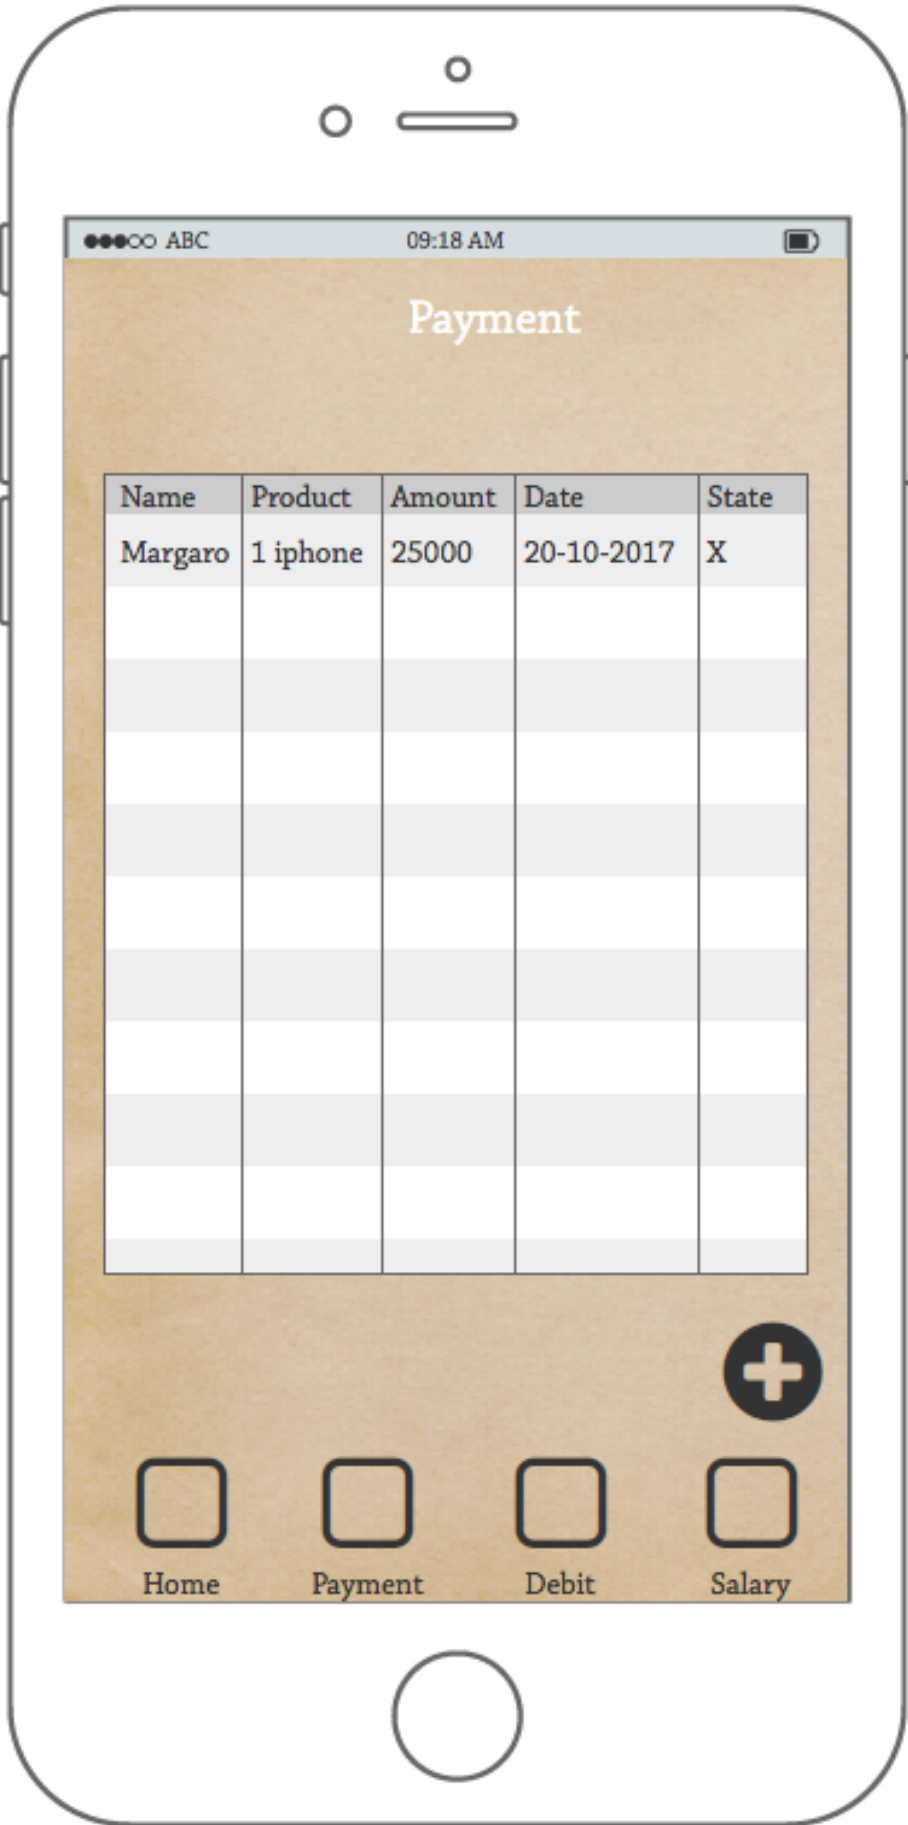 ABC 09:18 AM
Payment
Name Product Amount Date State
Margaro 1 iphone 25000 20-10-2017 X
Home Payment Debit Salary